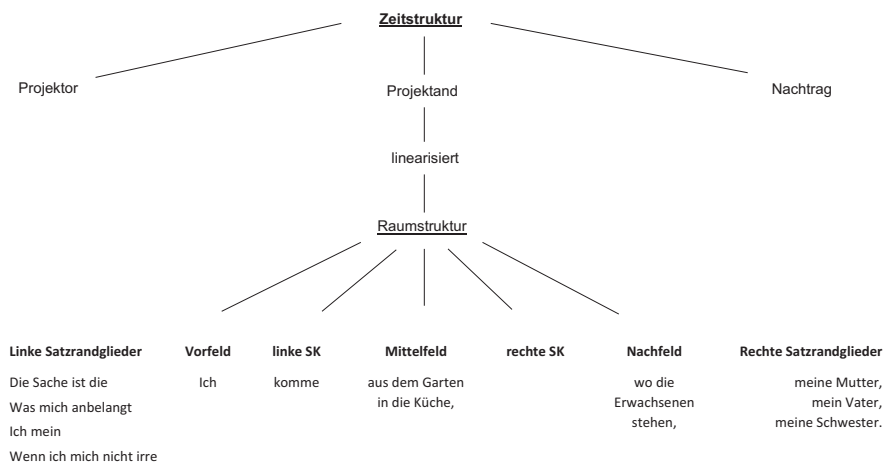 Zeitstruktur
Projektor
Projektand
Nachtrag
linearisiert
Raumstruktur
Linke Satzrandglieder
Vorfeld
linke SK
Mittelfeld
rechte SK
Nachfeld
Rechte Satzrandglieder
Die Sache ist die
Was mich anbelangt
Ich mein
Wenn ich mich nicht irre
Ich
komme
aus dem Garten
in die Küche,
wo die
Erwachsenen
stehen,
meine Mutter,
mein Vater,
meine Schwester.